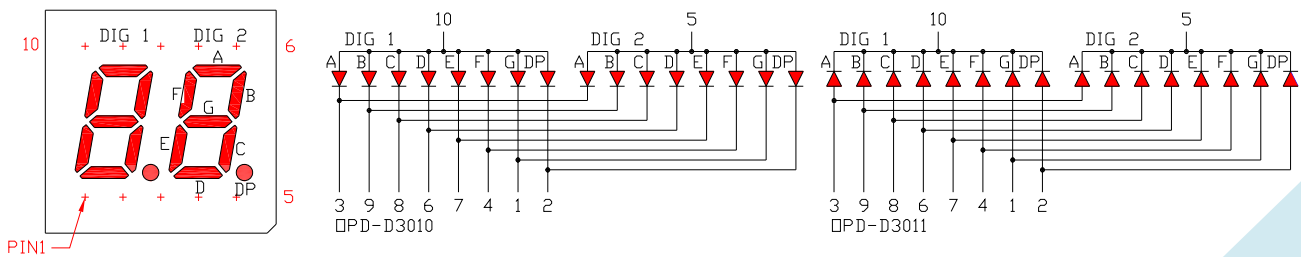 10 DIG 1 DIG 2 6
A
F B
G
E C
D DP
5
PIN1
10 5
DIG 1 DIG 2
A B C D E F G DP A B C D E F G DP
3 9 8 6 7 4 1 2
▯PD-D3010
10 5
DIG 1 DIG 2
A B C D E F G DP A B C D E F G DP
3 9 8 6 7 4 1 2
▯PD-D3011